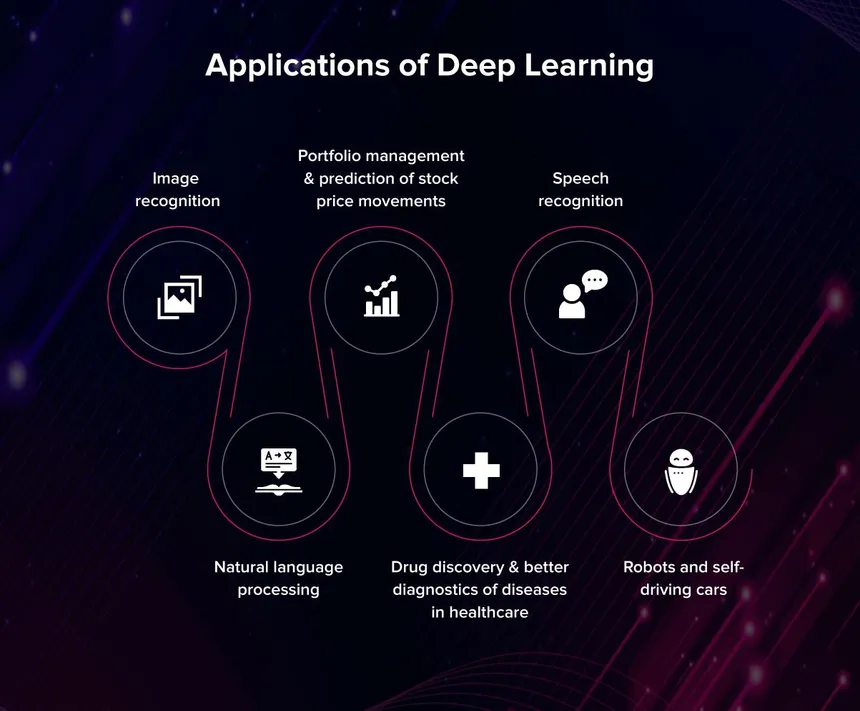 Applications of Deep Learning
Image
recognition
Portfolio management
& prediction of stock
price movements
Speech
recognition
A
文
Natural language
processing
Drug discovery & better
diagnostics of diseases
in healthcare
Robots and self-
driving cars